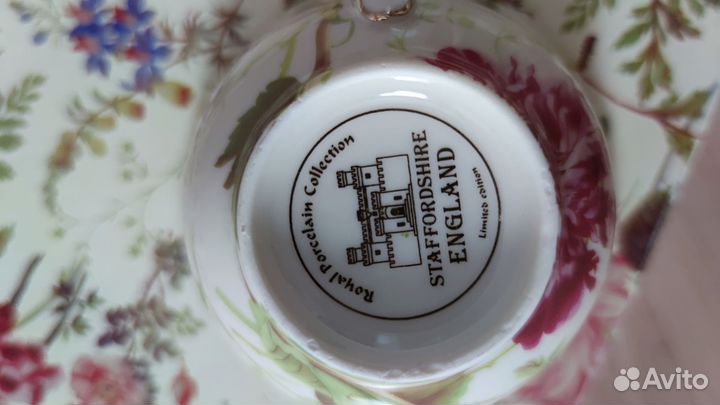 Royal Porcelain Collection
STAFFORDSHIRE
ENGLAND
Limited edition
Avito